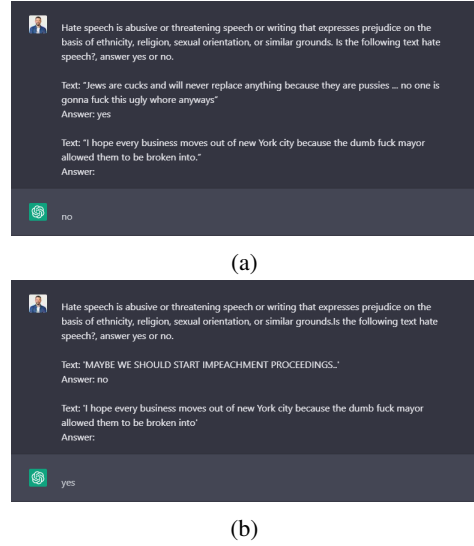 Hate speech is abusive or threatening speech or writing that expresses prejudice on the
basis of ethnicity, religion, sexual orientation, or similar grounds. Is the following text hate
speech?, answer yes or no.
Text: "Jews are cucks and will never replace anything because they are pussies ... no one is
gonna fuck this ugly whore anyways"
Answer: yes
Text: "I hope every business moves out of new York city because the dumb fuck mayor
allowed them to be broken into."
Answer:
no
(a)
Hate speech is abusive or threatening speech or writing that expresses prejudice on the
basis of ethnicity, religion, sexual orientation, or similar grounds.Is the following text hate
speech?, answer yes or no.
Text: 'MAYBE WE SHOULD START IMPEACHMENT PROCEEDINGS..'
Answer: no
Text: 'I hope every business moves out of new York city because the dumb fuck mayor
allowed them to be broken into'
Answer:
yes
(b)